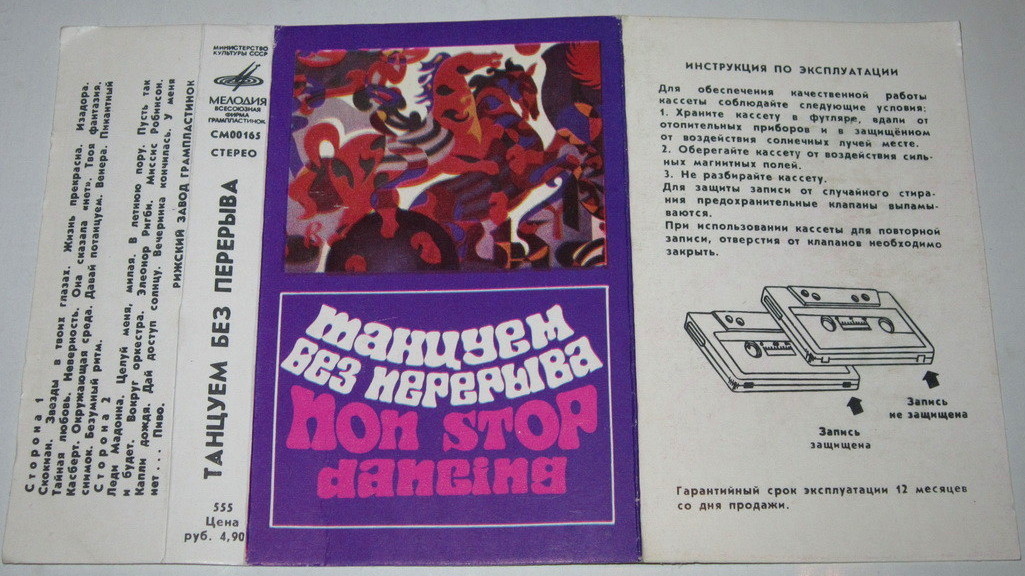 Сторона 1
Скокиан. Звезды в твоих глазах. Жизнь прекрасна. Изадора.
Тайная любовь. Неверность. Она сказала «нет». Твоя фантазия.
Касберт. Окружающая среда. Давай потанцуем. Венера. Пикантный
снимок. Безумный ритм.
Сторона 2
Леди Мадонна. Целуй меня, милая. В летнюю пору. Пусть так
и будет. Вокруг оркестра. Элеонор Ригби. Миссис Робинсон.
Капли дождя. Дай доступ солнцу. Вечеринка кончилась. У меня
нет... Пиво.
РИЖСКИЙ ЗАВОД ГРАМПЛАСТИНОК
МИНИСТЕРСТВО
КУЛЬТУРЫ СССР
МЕЛОДИЯ
ВСЕСОЮЗНАЯ
ФИРМА
ГРАМПЛАСТИНОК
СМ00165
СТЕРЕО
ТАНЦУЕМ БЕЗ ПЕРЕРЫВА
555
Цена
руб. 4,90
танцуем
без перерыва
non stop
dancing
ИНСТРУКЦИЯ ПО ЭКСПЛУАТАЦИИ
Для обеспечения качественной работы
кассеты соблюдайте следующие условия:
1. Храните кассету в футляре, вдали от
отопительных приборов и в защищённом
от воздействия солнечных лучей месте.
2. Оберегайте кассету от воздействия силь-
ных магнитных полей.
3. Не разбирайте кассету.
Для защиты записи от случайного стира-
ния предохранительные клапаны выламы-
ваются.
При использовании кассеты для повторной
записи, отверстия от клапанов необходимо
закрыть.
Запись
не защищена
Запись
защищена
Гарантийный срок эксплуатации 12 месяцев
со дня продажи.